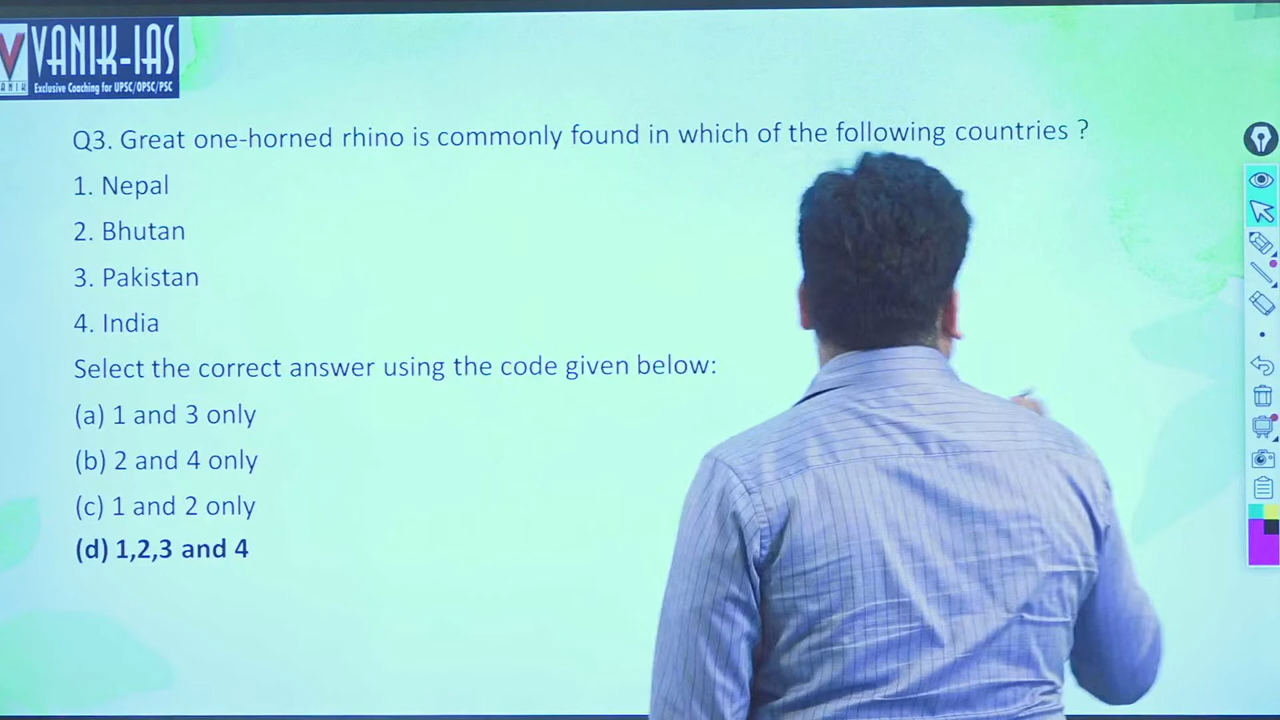 VANIK-IAS
Exclusive Coaching for UPSC/OPSC/PSC
Q3. Great one-horned rhino is commonly found in which of the following countries ?
1. Nepal
2. Bhutan
3. Pakistan
4. India
Select the correct answer using the code given below:
(a) 1 and 3 only
(b) 2 and 4 only
(c) 1 and 2 only
(d) 1,2,3 and 4